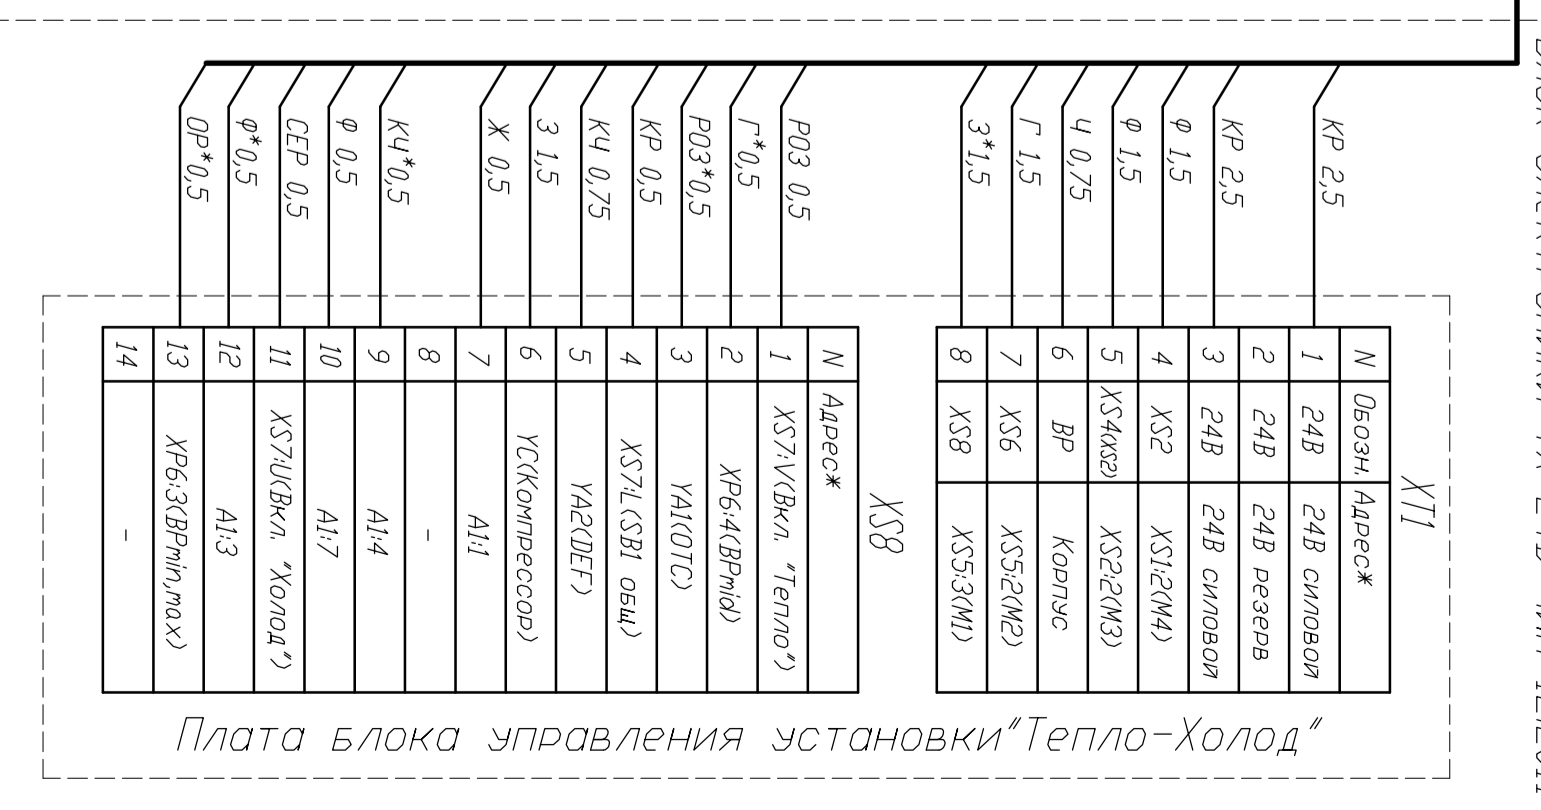 КР 2,5
КР 2,5
Ф 1,5
Ф 1,5
Ч 0,75
Г 1,5
З*1,5
РОЗ 0,5
Г*0,5
РОЗ*0,5
КР 0,5
КЧ 0,75
З 1,5
Ж 0,5
КЧ*0,5
Ф 0,5
СЕР 0,5
Ф*0,5
ОР*0,5
ХП1
N Обозн. Адрес*
1 24В 24В силовой
2 24В 24В резерв
3 24В 24В силовой
4 XS2 XS1:2(М4)
5 XS4(XS2) XS2:2(М3)
6 ВР Корпус
7 XS6 XS5:2(М2)
8 XS8 XS5:3(М1)
XS8
N Адрес*
1 XS7:V(Вкл. "Тепло")
2 XP6:4(BPmid)
3 YA1(OTC)
4 XS7:L(SB1 общ)
5 YA2(DEF)
6 YC(Компрессор)
7 A1:1
8 -
9 A1:4
10 A1:7
11 XS7:U(Вкл. "Холод")
12 A1:3
13 XP6:3(BPmin,max)
14 -
Плата блока управления установки"Тепло-Холод"